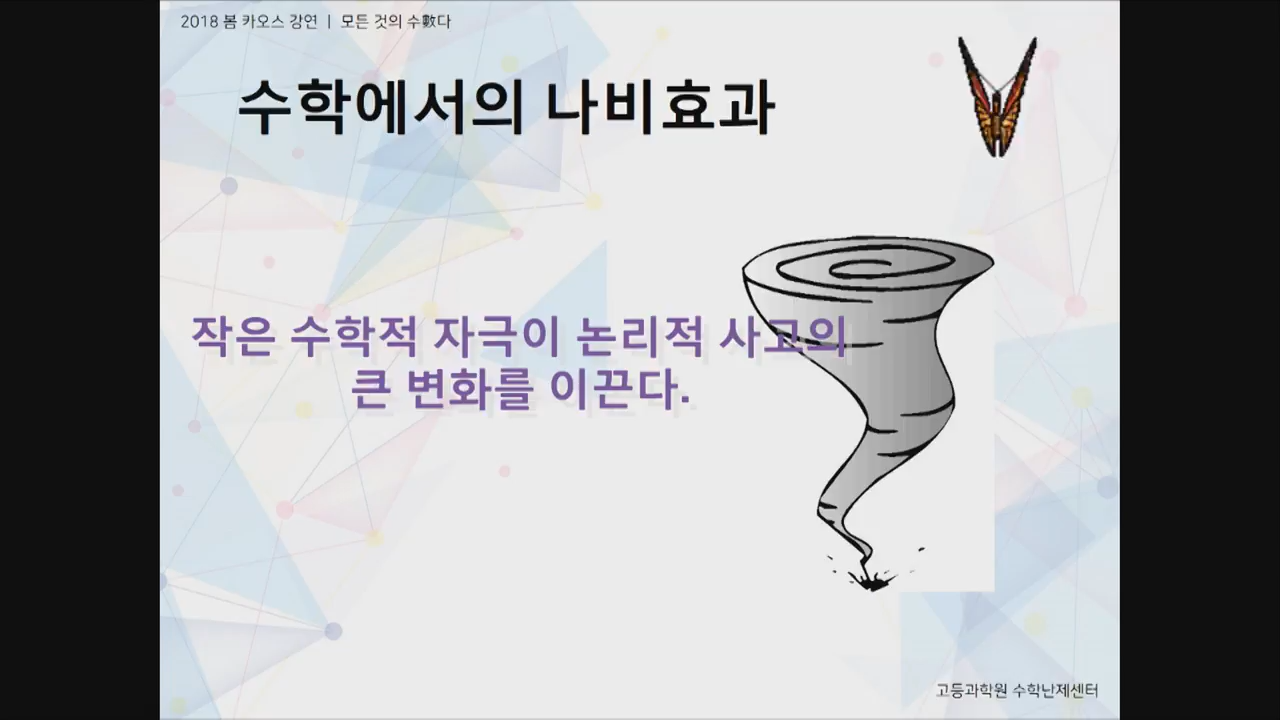 2018 봄 카오스 강연 | 모든 것의 수數다
수학에서의 나비효과
작은 수학적 자극이 논리적 사고의
큰 변화를 이끈다.
고등과학원 수학난제센터